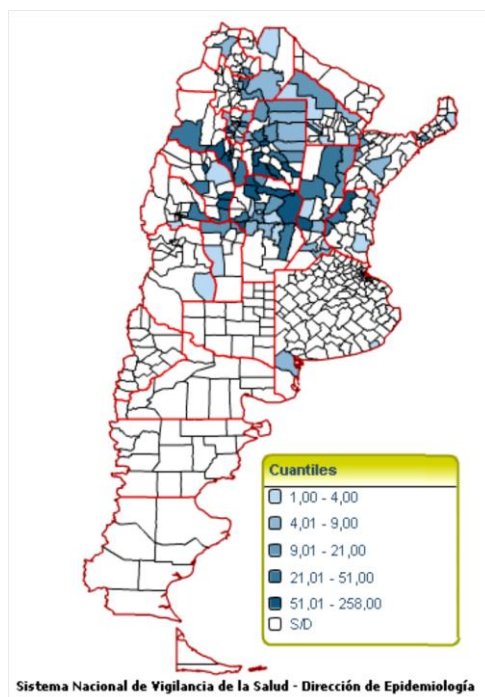 Cuantiles
1,00 - 4,00
4,01 - 9,00
9,01 - 21,00
21,01 - 51,00
51,01 - 258,00
S/D
Sistema Nacional de Vigilancia de la Salud - Dirección de Epidemiología